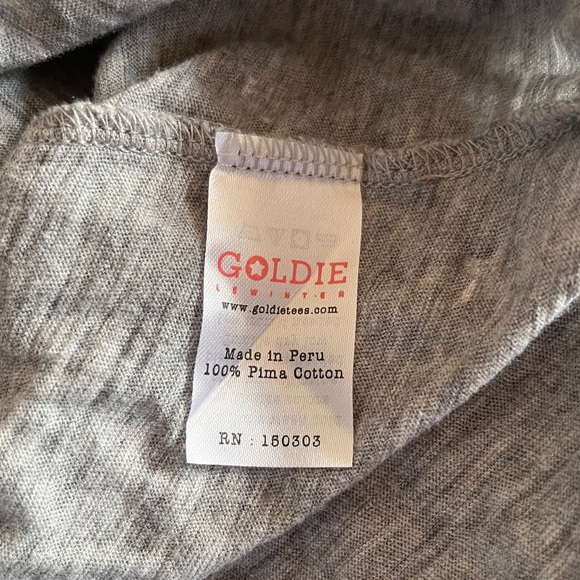 GOLDIE
LEWINTER
www.goldietees.com
Made in Peru
100% Pima Cotton
RN : 150303